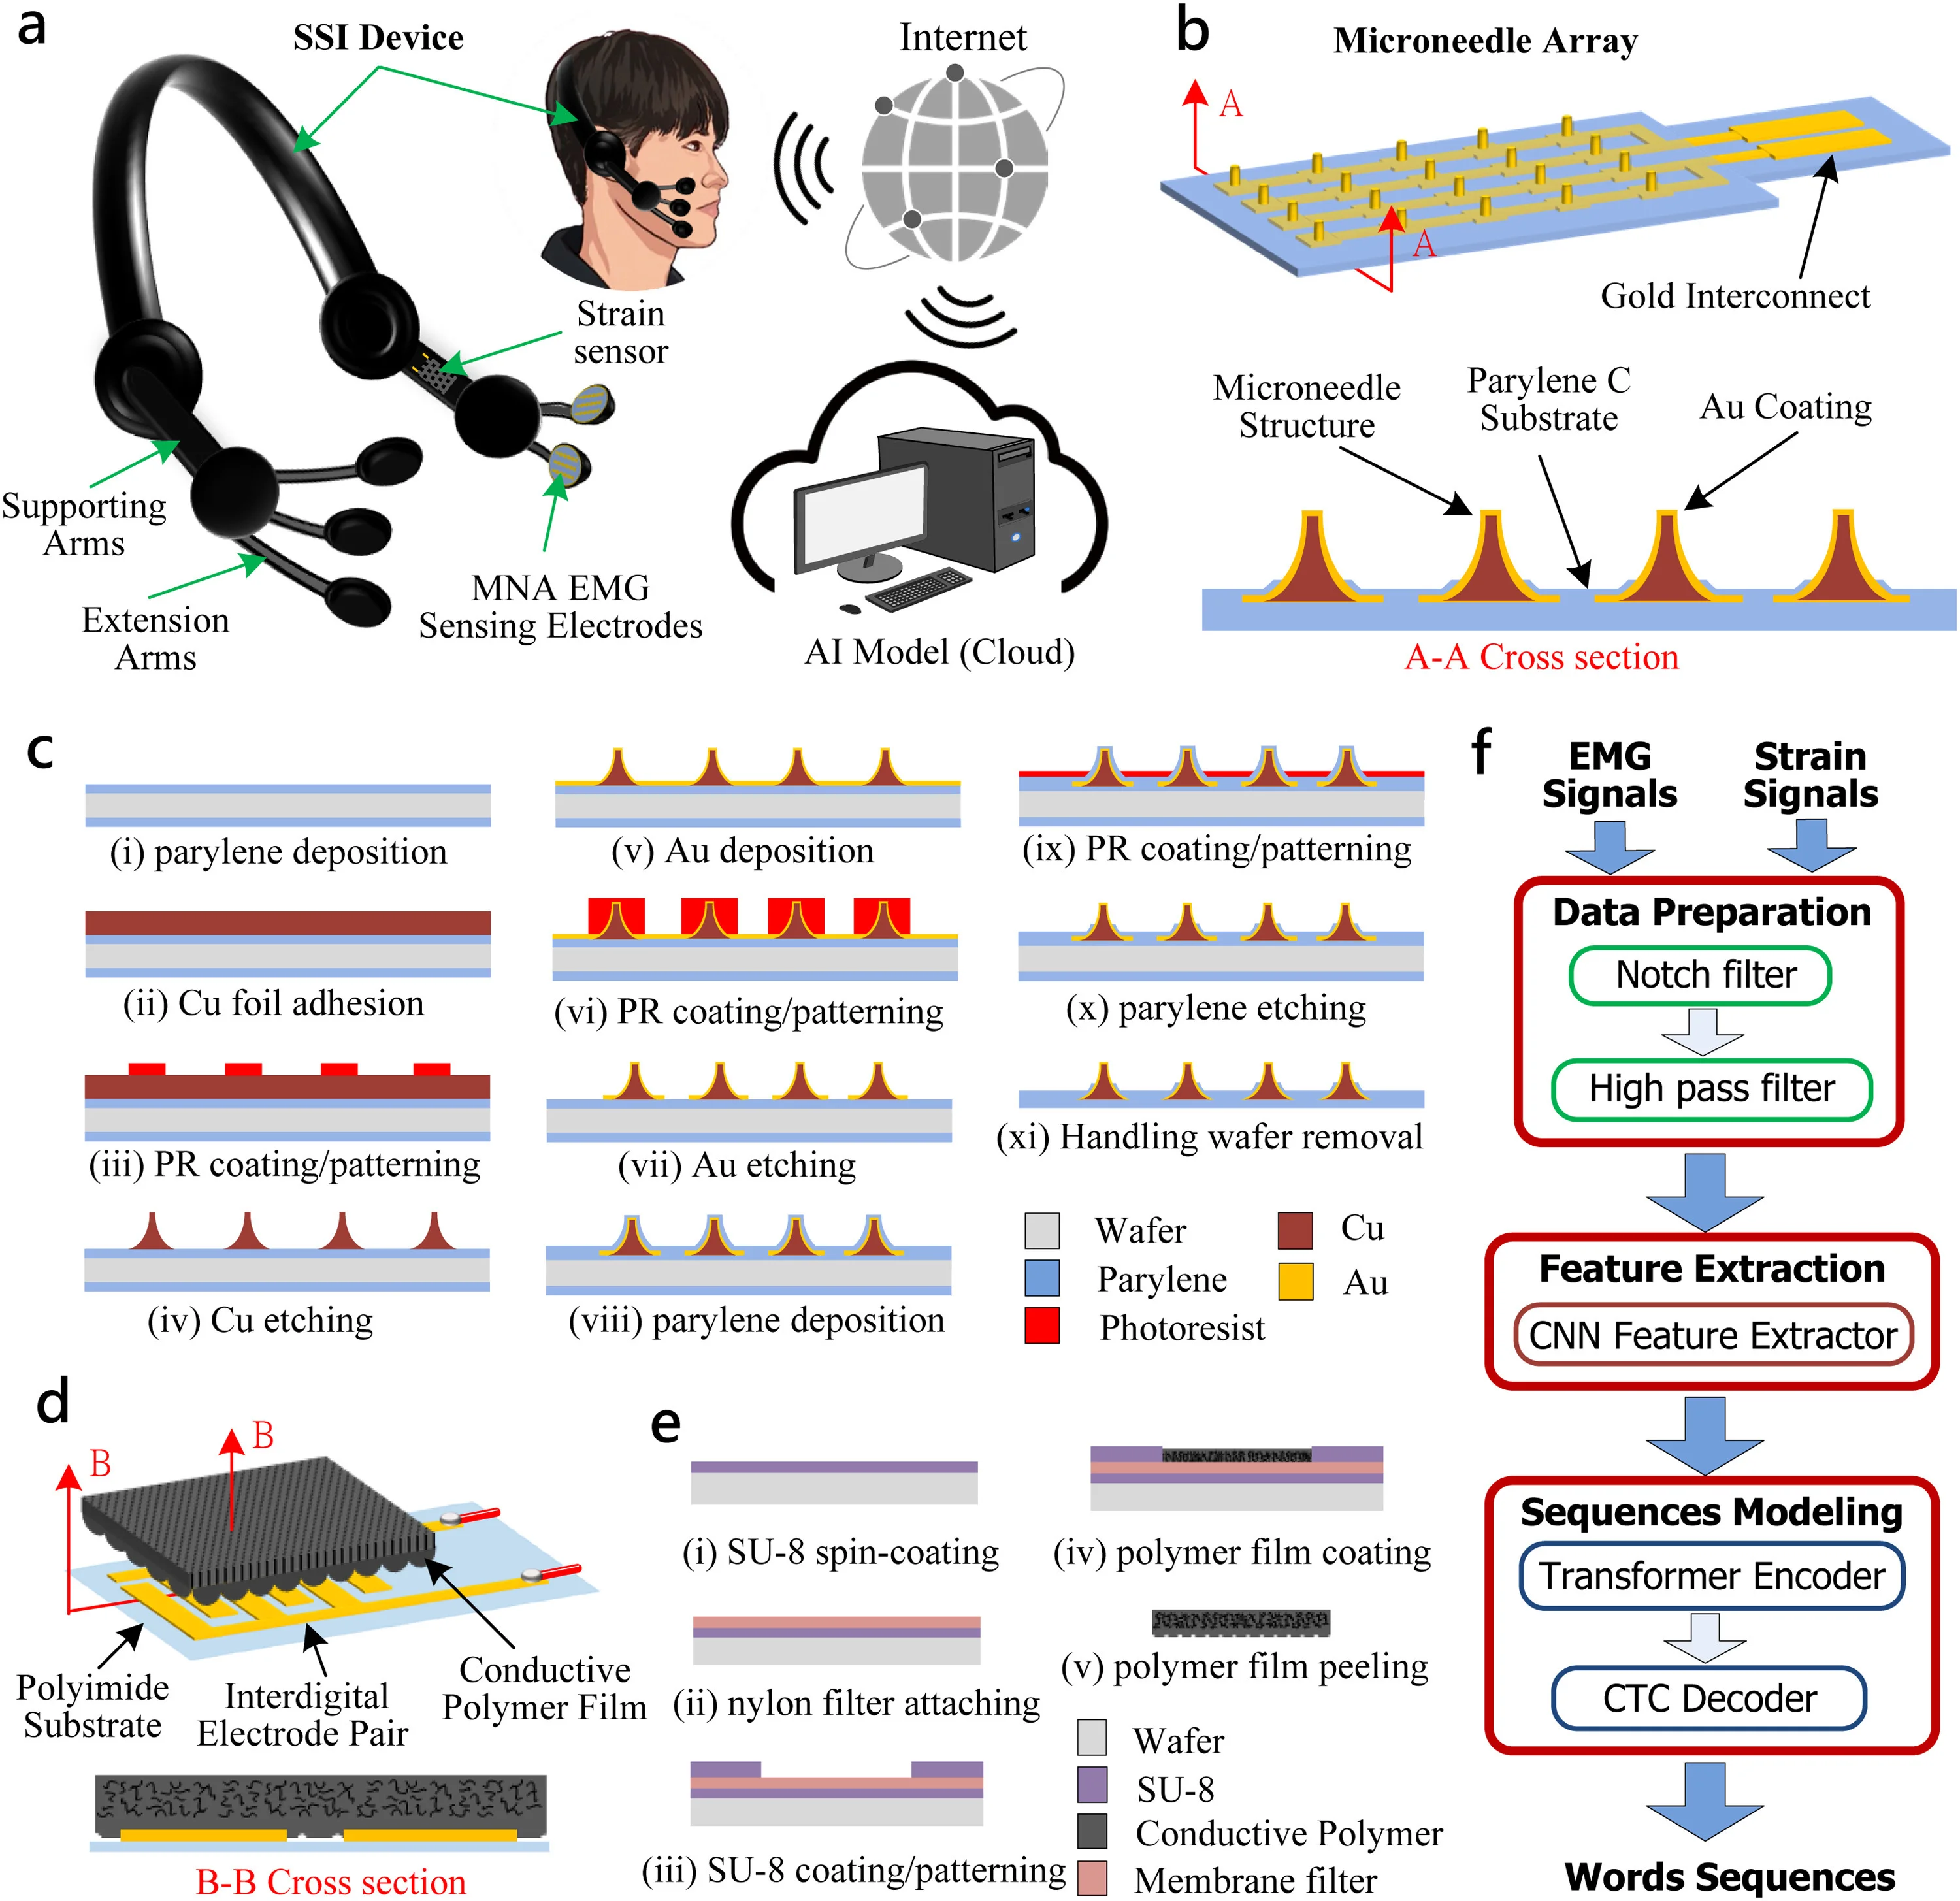 a
SSI Device
Internet
Strain
sensor
Supporting
Arms
Extension
Arms
MNA EMG
Sensing Electrodes
AI Model (Cloud)
b
Microneedle Array
A
A
Gold Interconnect
Microneedle
Structure
Parylene C
Substrate
Au Coating
A-A Cross section
c
(i) parylene deposition
(ii) Cu foil adhesion
(iii) PR coating/patterning
(iv) Cu etching
(v) Au deposition
(vi) PR coating/patterning
(vii) Au etching
(viii) parylene deposition
(ix) PR coating/patterning
(x) parylene etching
(xi) Handling wafer removal
Wafer
Parylene
Photoresist
Cu
Au
d
B
B
Polyimide
Substrate
Interdigital
Electrode Pair
Conductive
Polymer Film
B-B Cross section
e
(i) SU-8 spin-coating
(ii) nylon filter attaching
(iii) SU-8 coating/patterning
(iv) polymer film coating
(v) polymer film peeling
Wafer
SU-8
Conductive Polymer
Membrane filter
f
EMG
Signals
Strain
Signals
Data Preparation
Notch filter
High pass filter
Feature Extraction
CNN Feature Extractor
Sequences Modeling
Transformer Encoder
CTC Decoder
Words Sequences